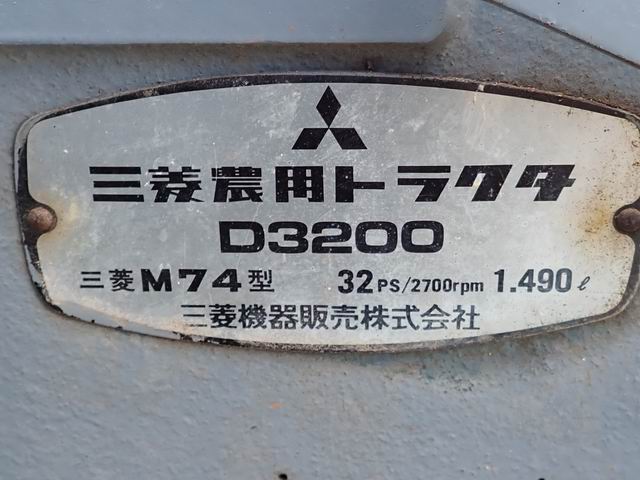 三菱農用トラクタ
D3200
三菱M74型 32PS/2700rpm 1.490ℓ
三菱機器販売株式会社